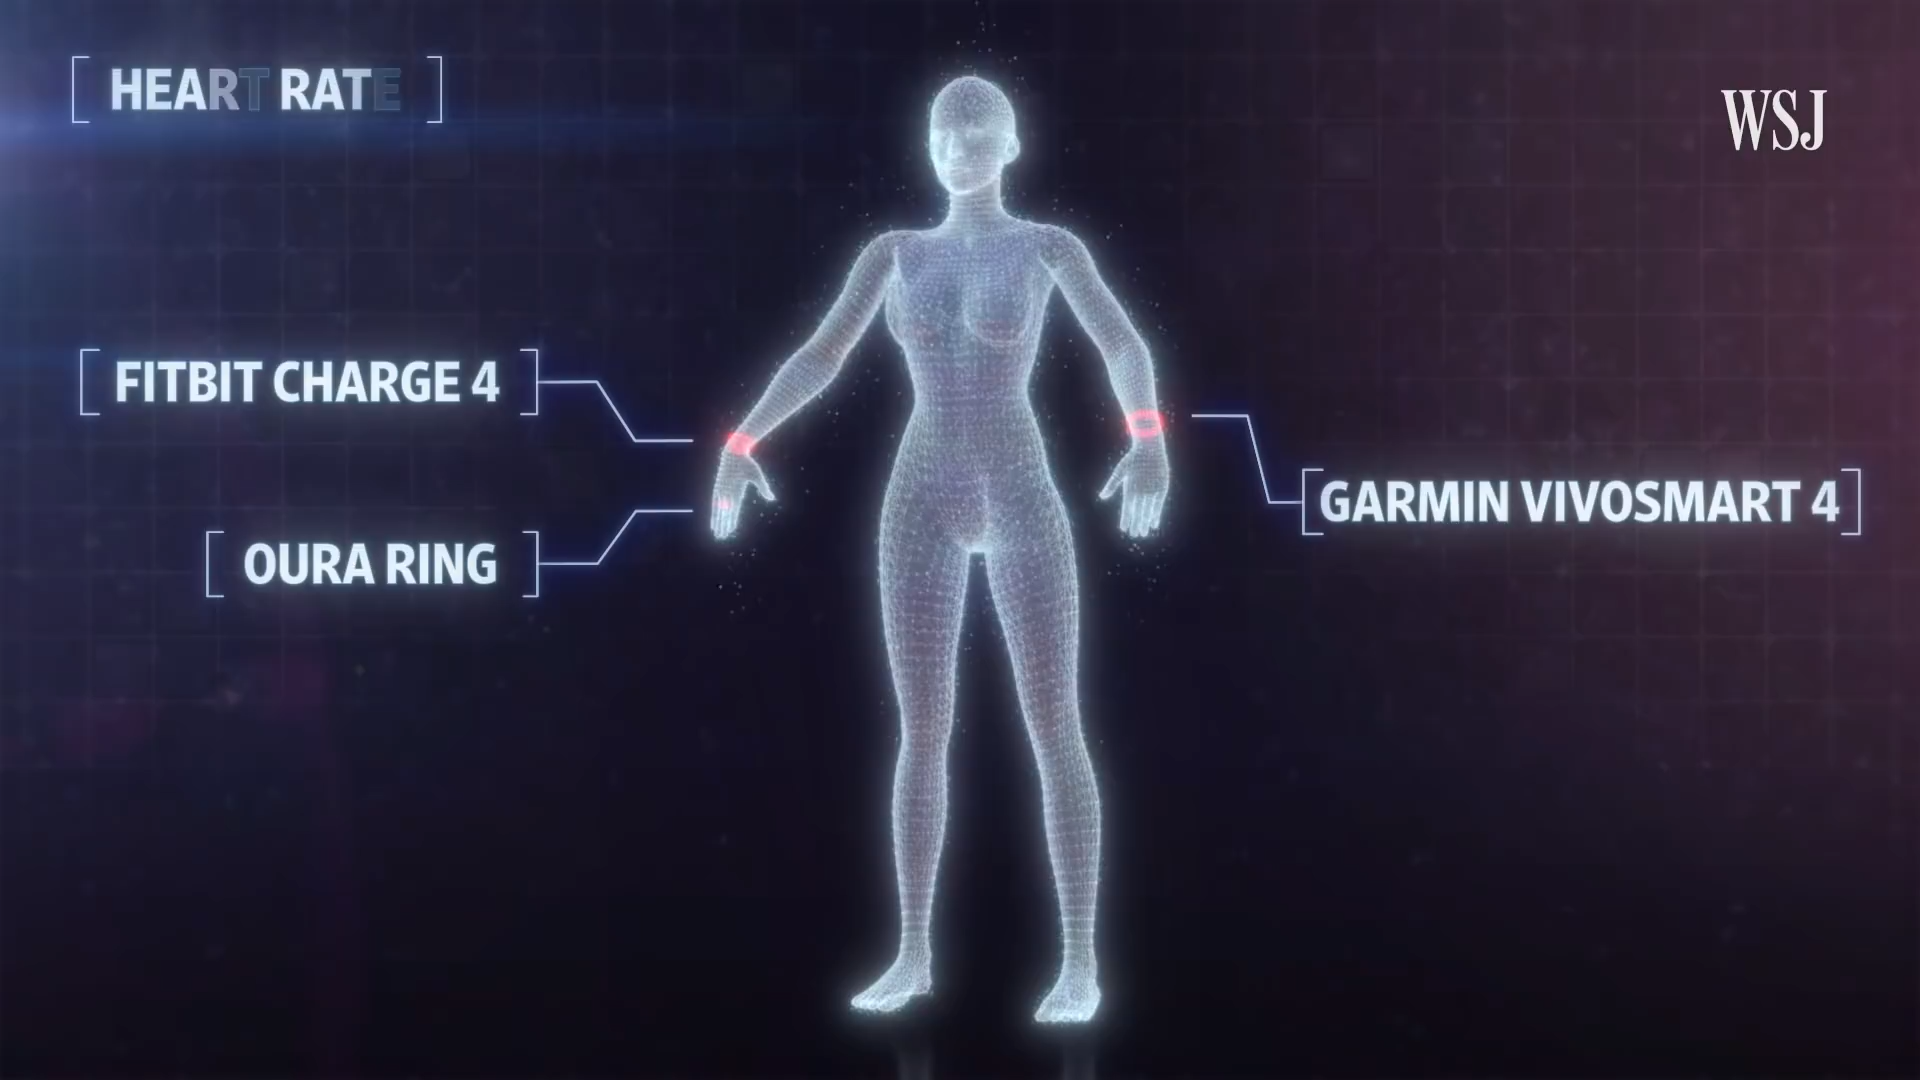 HEART RATE
WSJ
FITBIT CHARGE 4
GARMIN VIVOSMART 4
OURA RING